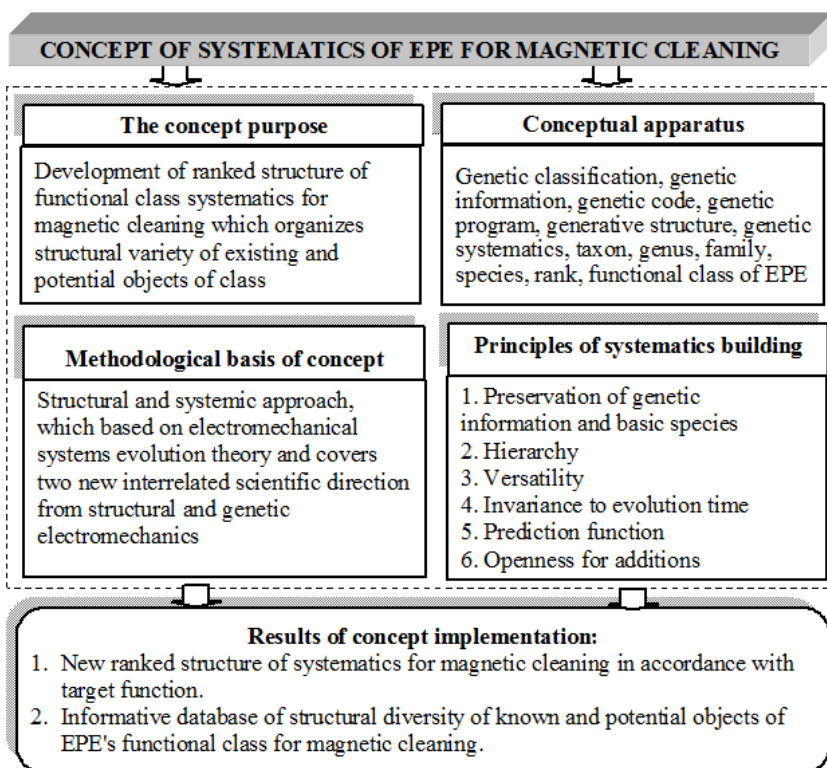 CONCEPT OF SYSTEMATICS OF EPE FOR MAGNETIC CLEANING
The concept purpose
Development of ranked structure of
functional class systematics for
magnetic cleaning which organizes
structural variety of existing and
potential objects of class
Conceptual apparatus
Genetic classification, genetic
information, genetic code, genetic
program, generative structure, genetic
systematics, taxon, genus, family,
species, rank, functional class of EPE
Methodological basis of concept
Structural and systemic approach,
which based on electromechanical
systems evolution theory and covers
two new interrelated scientific direction
from structural and genetic
electromechanics
Principles of systematics building
1. Preservation of genetic
information and basic species
2. Hierarchy
3. Versatility
4. Invariance to evolution time
5. Prediction function
6. Openness for additions
Results of concept implementation:
1. New ranked structure of systematics for magnetic cleaning in accordance with
target function.
2. Informative database of structural diversity of known and potential objects of
EPE's functional class for magnetic cleaning.